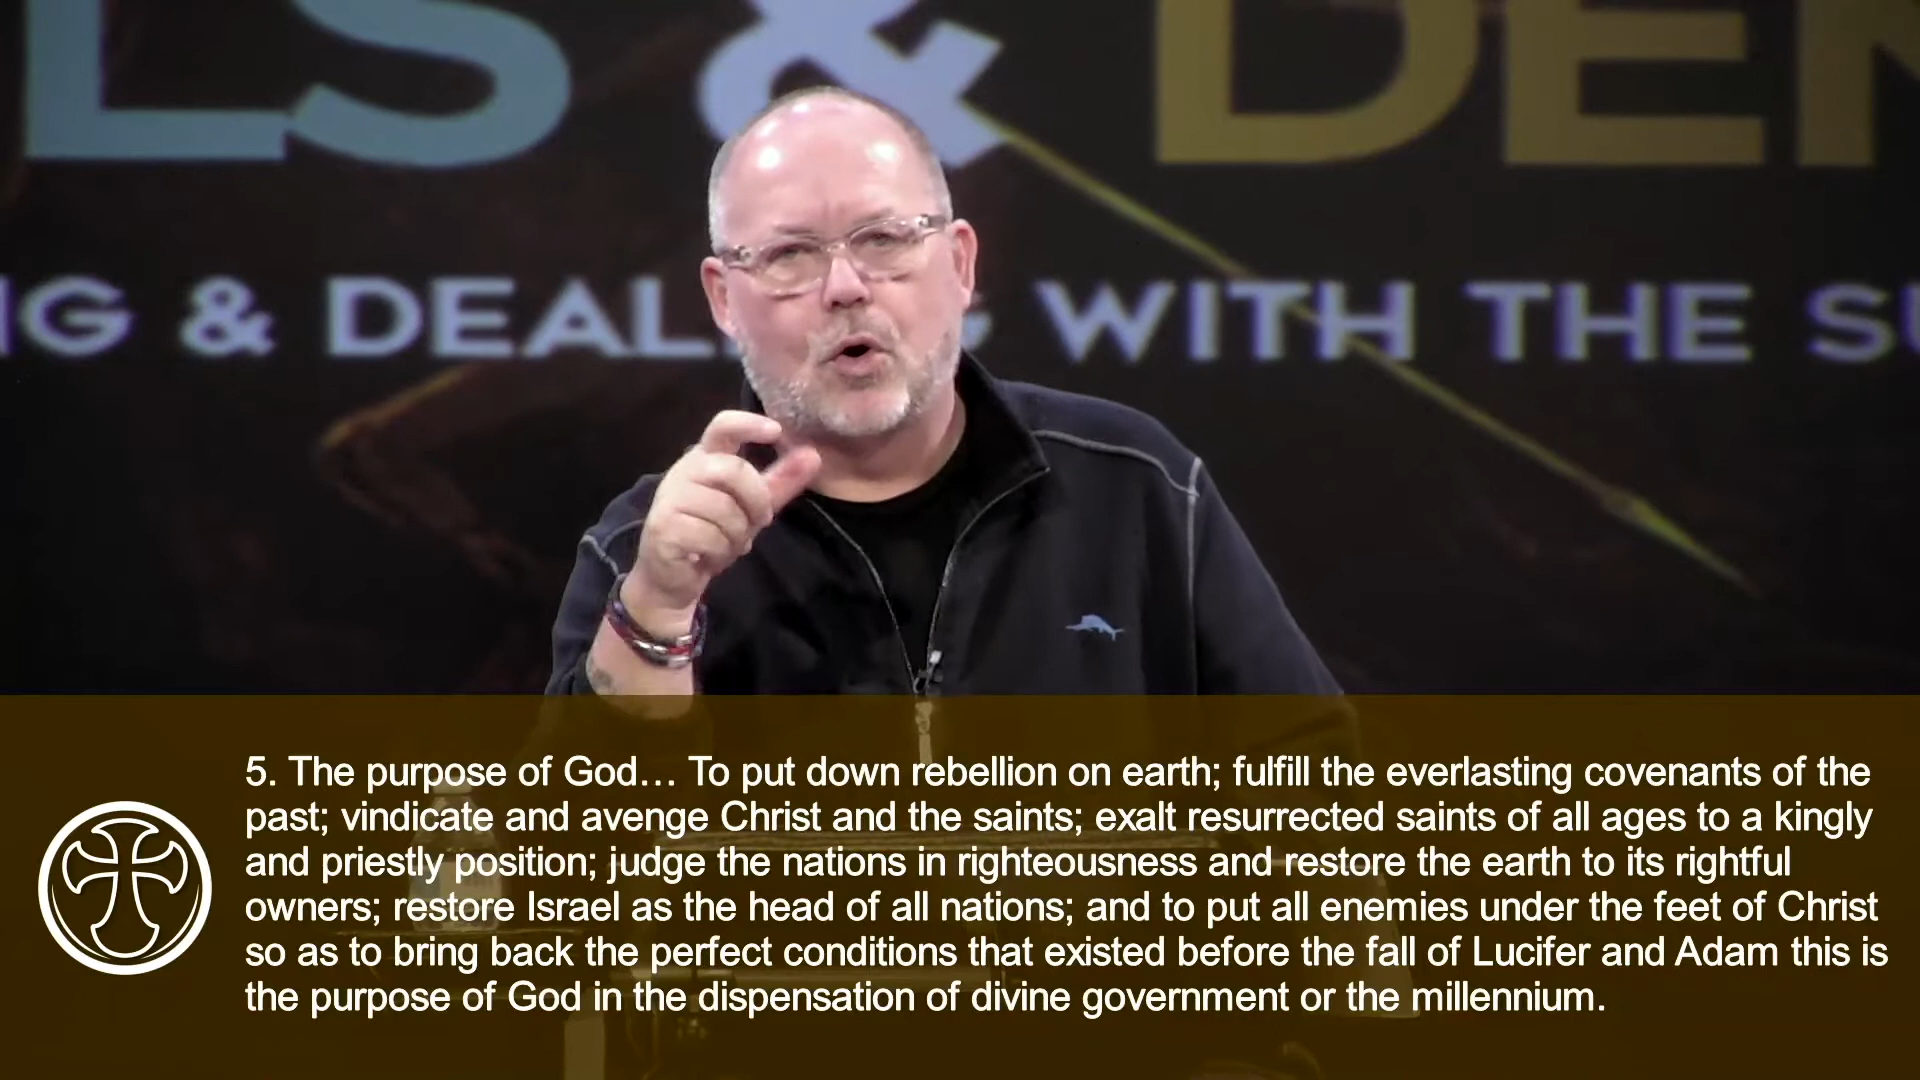 LS & DEM
NG & DEALING WITH THE SU
5. The purpose of God… To put down rebellion on earth; fulfill the everlasting covenants of the
past; vindicate and avenge Christ and the saints; exalt resurrected saints of all ages to a kingly
and priestly position; judge the nations in righteousness and restore the earth to its rightful
owners; restore Israel as the head of all nations; and to put all enemies under the feet of Christ
so as to bring back the perfect conditions that existed before the fall of Lucifer and Adam this is
the purpose of God in the dispensation of divine government or the millennium.